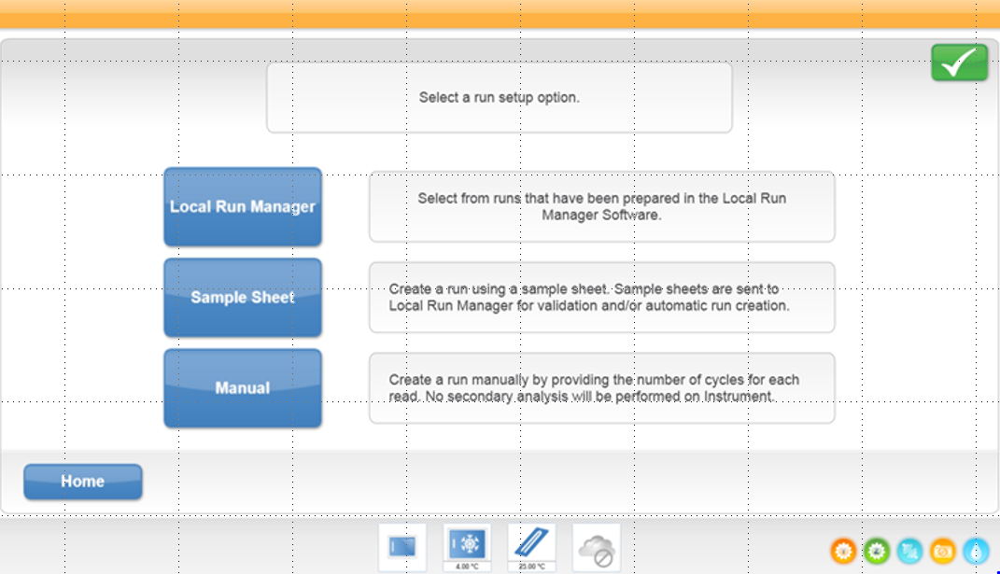 Select a run setup option.
Local Run Manager
Select from runs that have been prepared in the Local Run
Manager Software.
Sample Sheet
Create a run using a sample sheet. Sample sheets are sent to
Local Run Manager for validation and/or automatic run creation.
Manual
Create a run manually by providing the number of cycles for each
read. No secondary analysis will be performed on Instrument.
Home
4.00 °C
25.00 °C